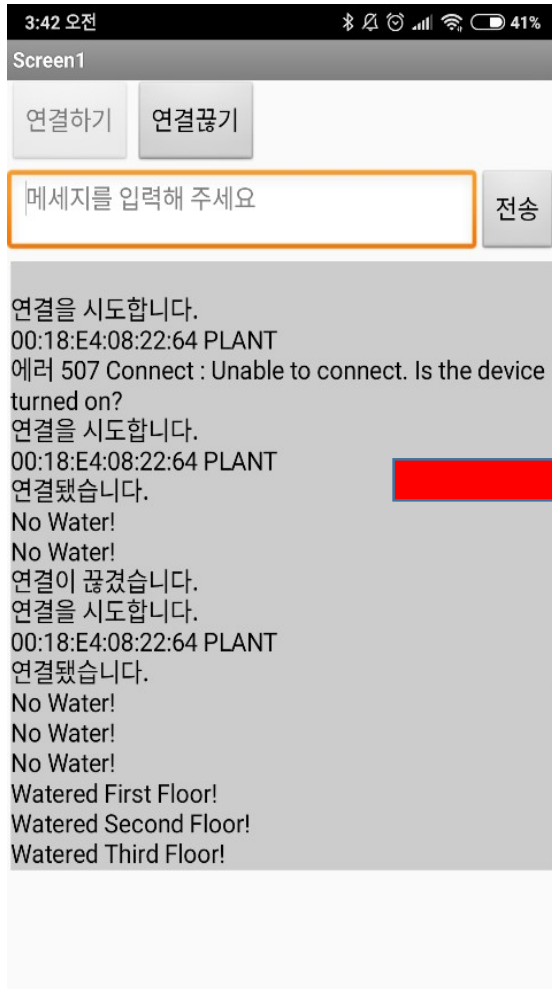 3:42 오전 41%
Screen1
연결하기 연결끊기
메세지를 입력해 주세요 전송
연결을 시도합니다.
00:18:E4:08:22:64 PLANT
에러 507 Connect : Unable to connect. Is the device
turned on?
연결을 시도합니다.
00:18:E4:08:22:64 PLANT
연결됐습니다.
No Water!
No Water!
연결이 끊겼습니다.
연결을 시도합니다.
00:18:E4:08:22:64 PLANT
연결됐습니다.
No Water!
No Water!
No Water!
Watered First Floor!
Watered Second Floor!
Watered Third Floor!